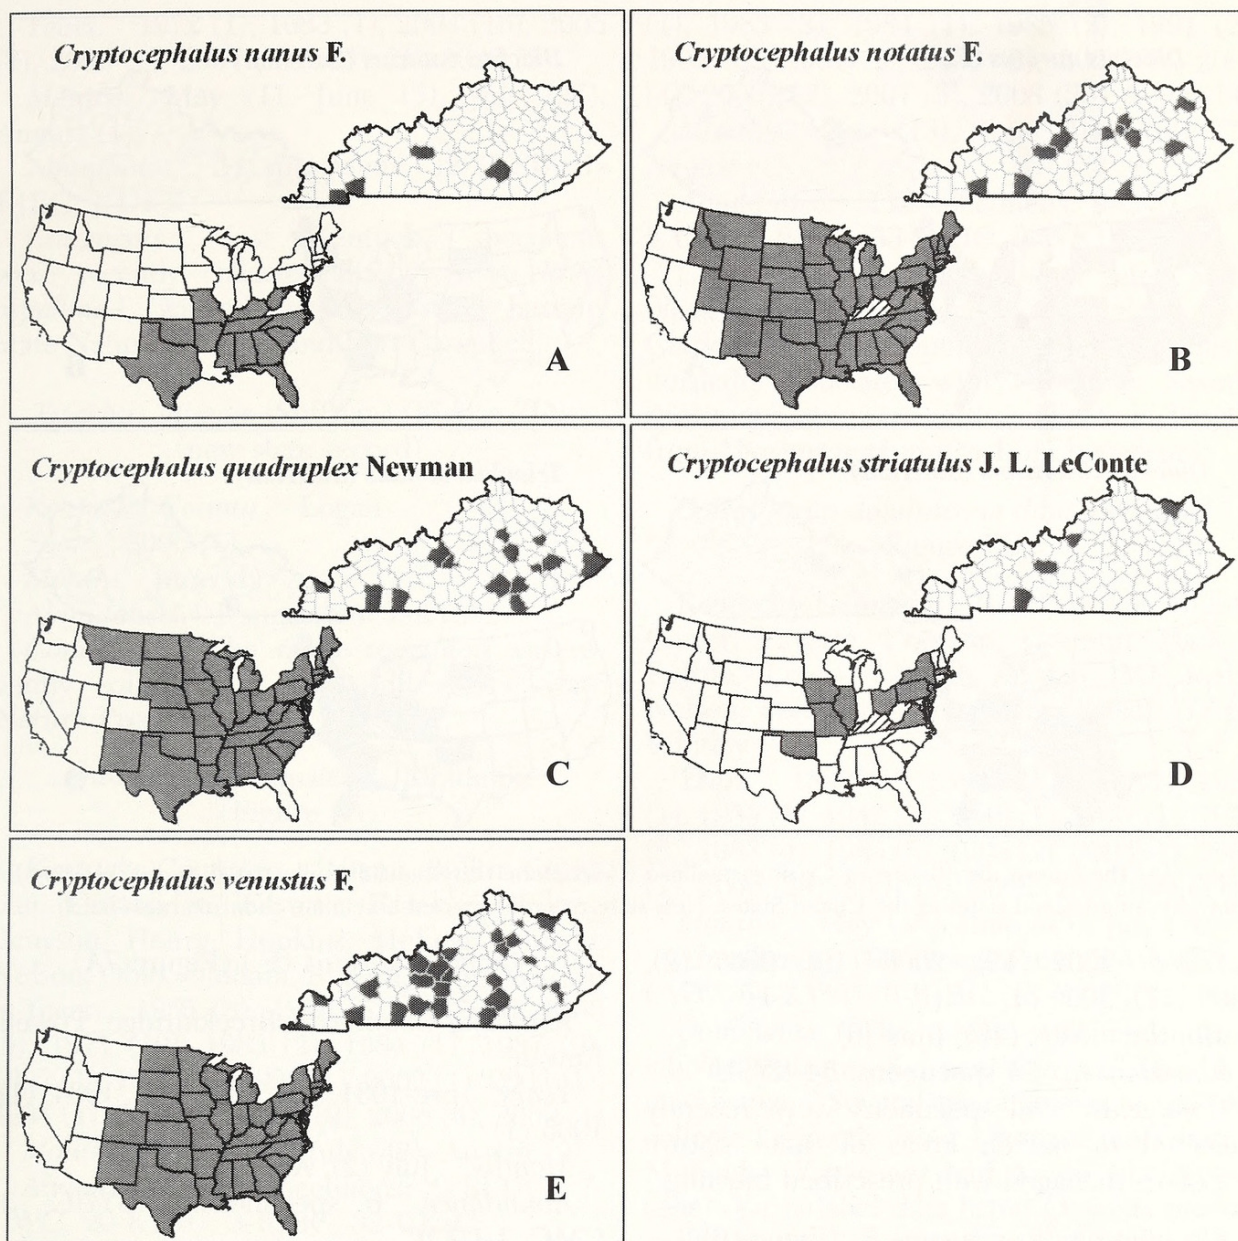 Cryptocephalus nanus F.
A
Cryptocephalus notatus F.
B
Cryptocephalus quadruplex Newman
C
Cryptocephalus striatulus J. L. LeConte
D
Cryptocephalus venustus F.
E